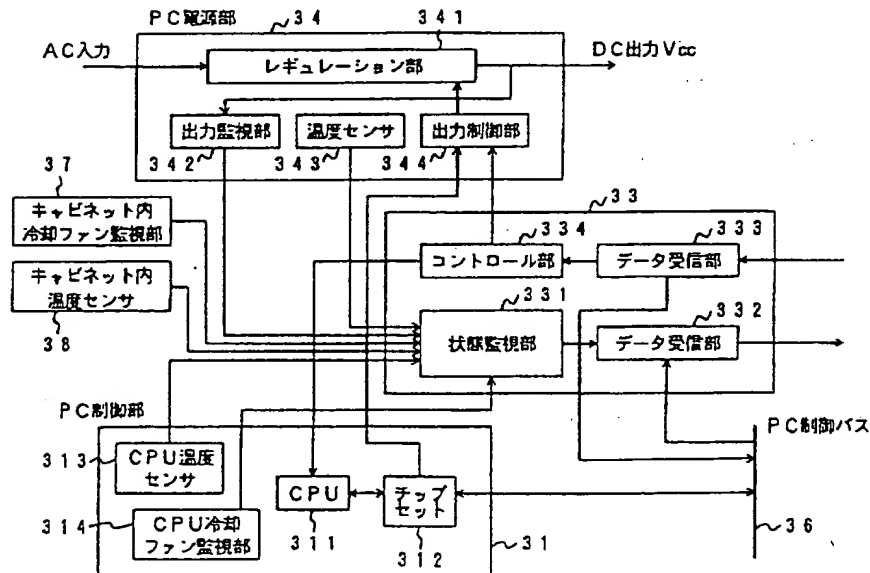 PC電源部
34
341
AC入力
レギュレーション部
DC出力Vcc
出力監視部
温度センサ
出力制御部
342
343
344
37
キャビネット内
冷却ファン監視部
キャビネット内
温度センサ
38
33
334
333
コントロール部
データ受信部
331
332
状態監視部
データ受信部
PC制御部
PC制御バス
313
CPU温度
センサ
314
CPU冷却
ファン監視部
CPU
311
チップ
セット
312
31
36